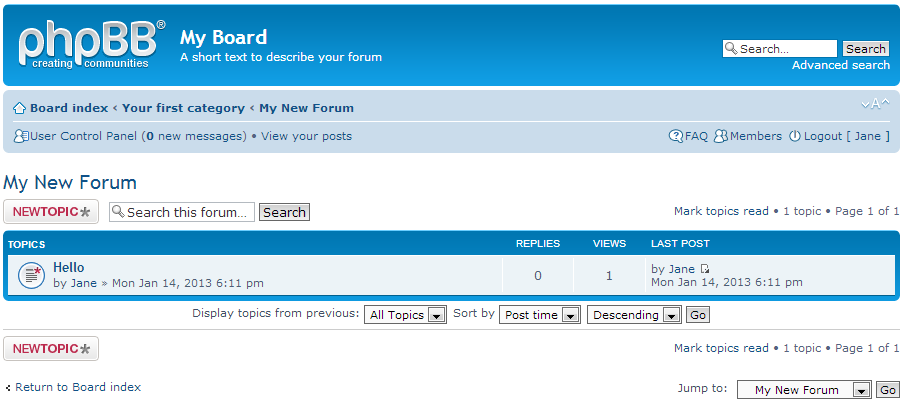 phpBB®
creating communities
My Board
A short text to describe your forum
Search…
Search
Advanced search
Board index ‹ Your first category ‹ My New Forum
A
User Control Panel (0 new messages) • View your posts
FAQ Members Logout [ Jane ]
My New Forum
NEWTOPIC*
Search this forum…
Search
Mark topics read • 1 topic • Page 1 of 1
TOPICS REPLIES VIEWS LAST POST
Hello
by Jane » Mon Jan 14, 2013 6:11 pm
0
1
by Jane
Mon Jan 14, 2013 6:11 pm
Display topics from previous: All Topics Sort by Post time Descending Go
NEWTOPIC*
Mark topics read • 1 topic • Page 1 of 1
Return to Board index
Jump to: My New Forum Go